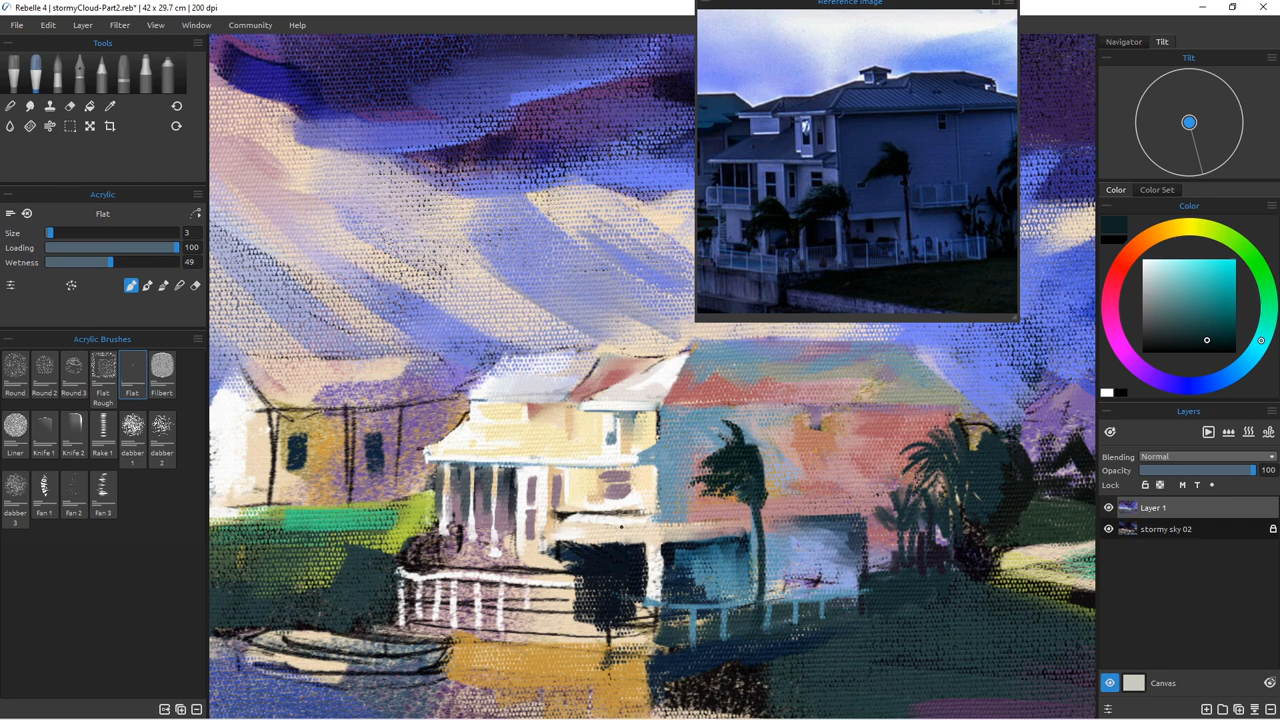 Rebelle 4 | stormyCloud-Part2.reb* | 42 x 29.7 cm | 200 dpi
File Edit Layer Filter View Window Community Help
Tools
Acrylic
Flat
Size 3
Loading 100
Wetness 49
Acrylic Brushes
Round Round 2 Round3 Flat Rough Flat Filbert
Liner Knife 1 Knife 2 Rake 1 dabber 1 dabber 2
dabber 3 Fan 1 Fan 2 Fan 3
Reference Image
Navigator Tilt
Tilt
Color Color Set
Color
Layers
Blending Normal
Opacity 100
Lock M T
Layer 1
stormy sky 02
Canvas